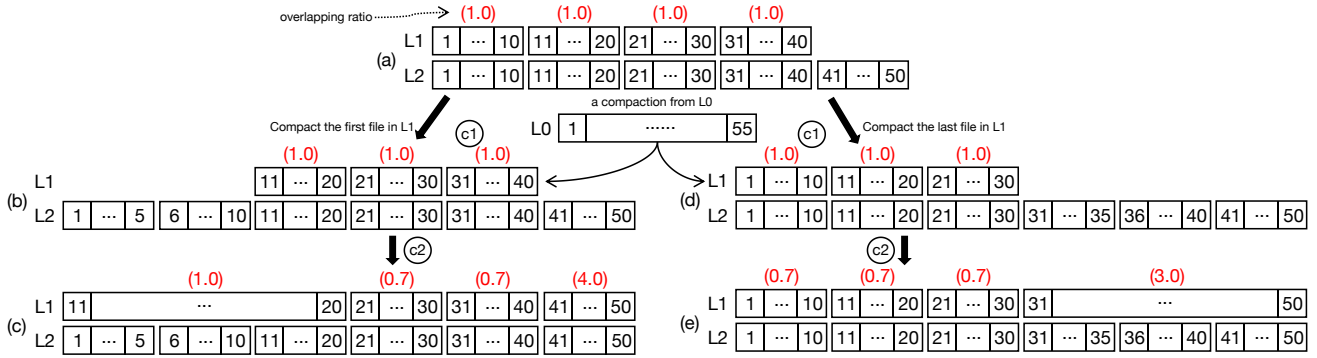 overlapping ratio (1.0) (1.0) (1.0) (1.0)
L1 1 ... 10 11 ... 20 21 ... 30 31 ... 40
(a)
L2 1 ... 10 11 ... 20 21 ... 30 31 ... 40 41 ... 50
a compaction from L0
Compact the first file in L1 c1 L0 1 ...... 55 c1 Compact the last file in L1
(1.0) (1.0) (1.0)
L1 11 ... 20 21 ... 30 31 ... 40
(b)
L2 1 ... 5 6 ... 10 11 ... 20 21 ... 30 31 ... 40 41 ... 50
(1.0) (1.0) (1.0)
L1 1 ... 10 11 ... 20 21 ... 30
(d)
L2 1 ... 10 11 ... 20 21 ... 30 31 ... 35 36 ... 40 41 ... 50
c2
(1.0) (0.7) (0.7) (4.0)
L1 11 ... 20 21 ... 30 31 ... 40 41 ... 50
(c)
L2 1 ... 5 6 ... 10 11 ... 20 21 ... 30 31 ... 40 41 ... 50
c2
(0.7) (0.7) (0.7) (3.0)
L1 1 ... 10 11 ... 20 21 ... 30 31 ... 50
(e)
L2 1 ... 10 11 ... 20 21 ... 30 31 ... 35 36 ... 40 41 ... 50